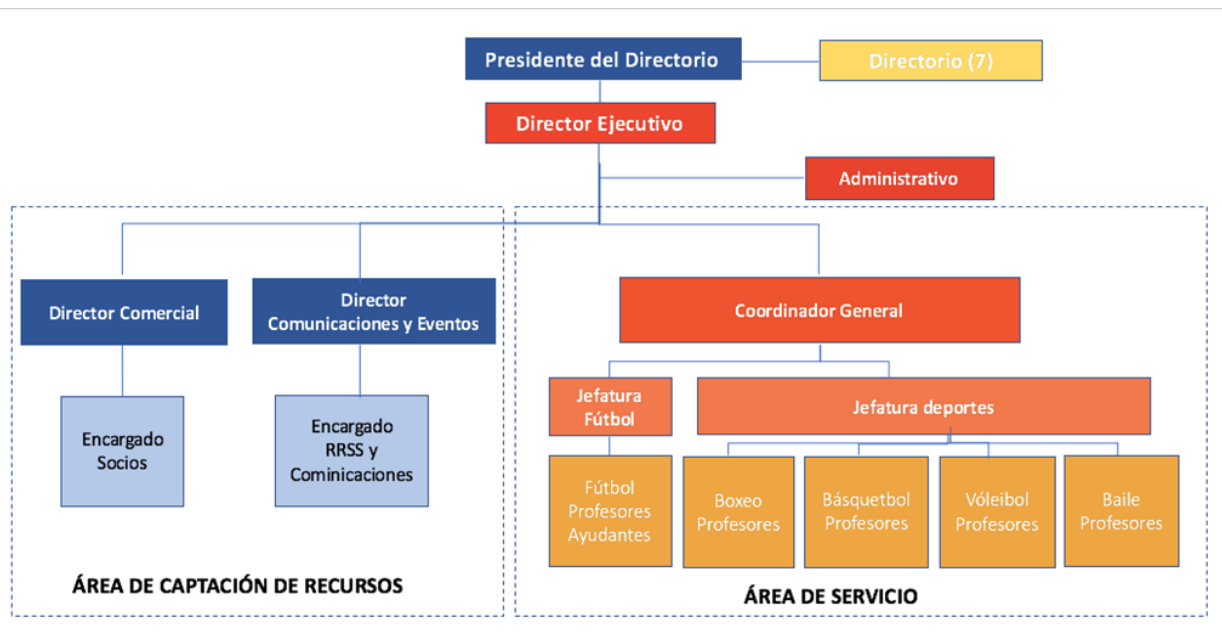 Presidente del Directorio
Directorio (7)
Director Ejecutivo
Administrativo
Director Comercial
Director
Comunicaciones y Eventos
Encargado
Socios
Encargado
RRSS y
Cominicaciones
ÁREA DE CAPTACIÓN DE RECURSOS
Coordinador General
Jefatura
Fútbol
Jefatura deportes
Fútbol
Profesores
Ayudantes
Boxeo
Profesores
Básquetbol
Profesores
Vóleibol
Profesores
Baile
Profesores
ÁREA DE SERVICIO